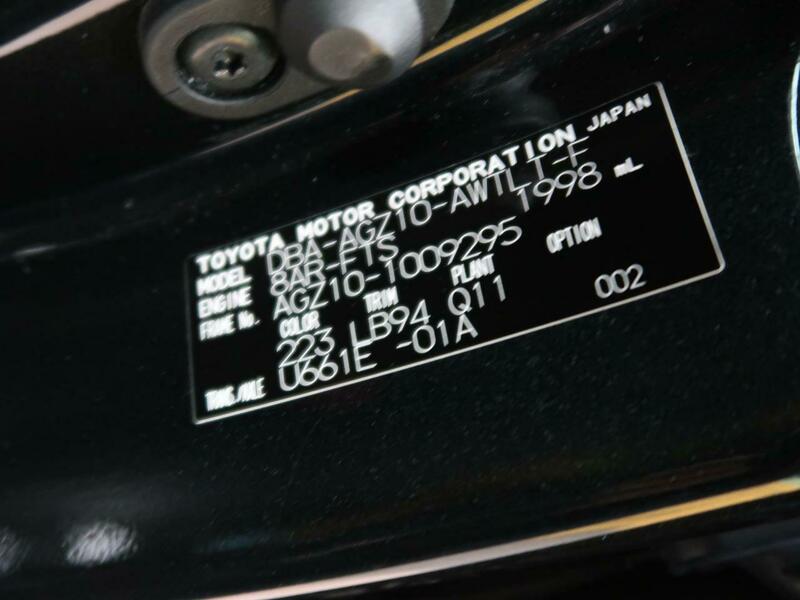 TOYOTA MOTOR CORPORATION JAPAN
MODEL DBA-AGZ10-AWTLT-F
ENGINE 8AR-FTS 1998 mL
FRAME No. AGZ10-1009295
COLOR TRIM PLANT OPTION
223 LB94 Q11 002
TRANS./AXLE U661E -01A